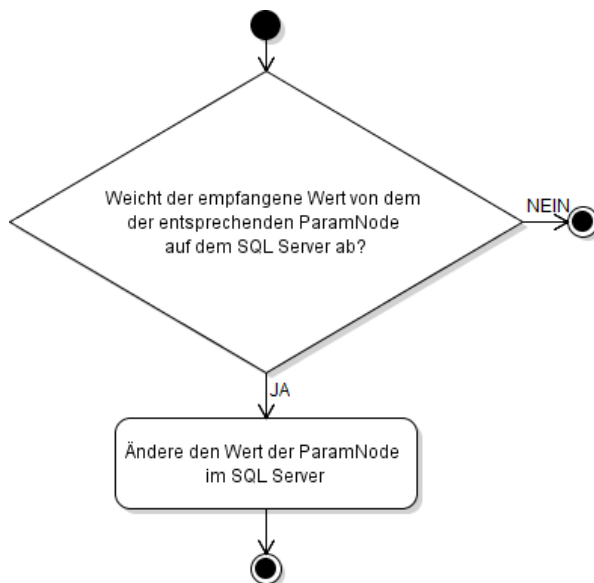 Weicht der empfangene Wert von dem
der entsprechenden ParamNode
auf dem SQL Server ab?
NEIN
JA
Ändere den Wert der ParamNode
im SQL Server